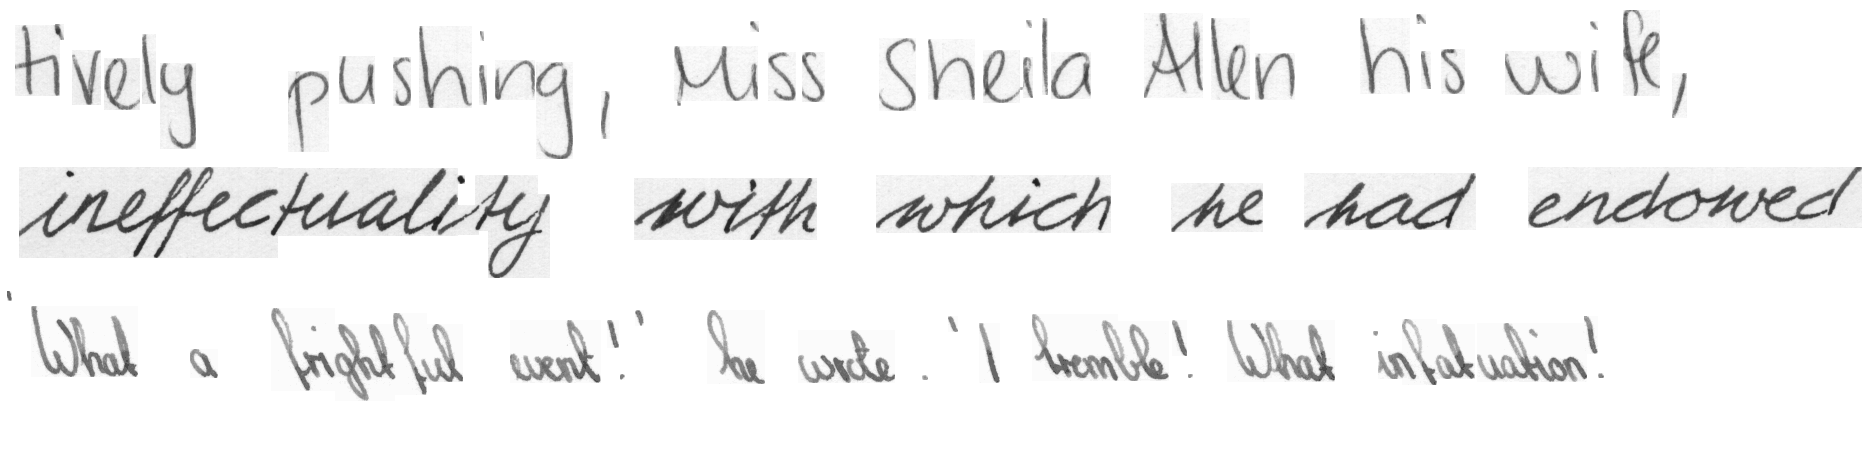 tively pushing, Miss Sheila Allen his wife,
ineffectuality with which he had endowed
'What a frightful event!' he wrote. 'I tremble! What infatuation!